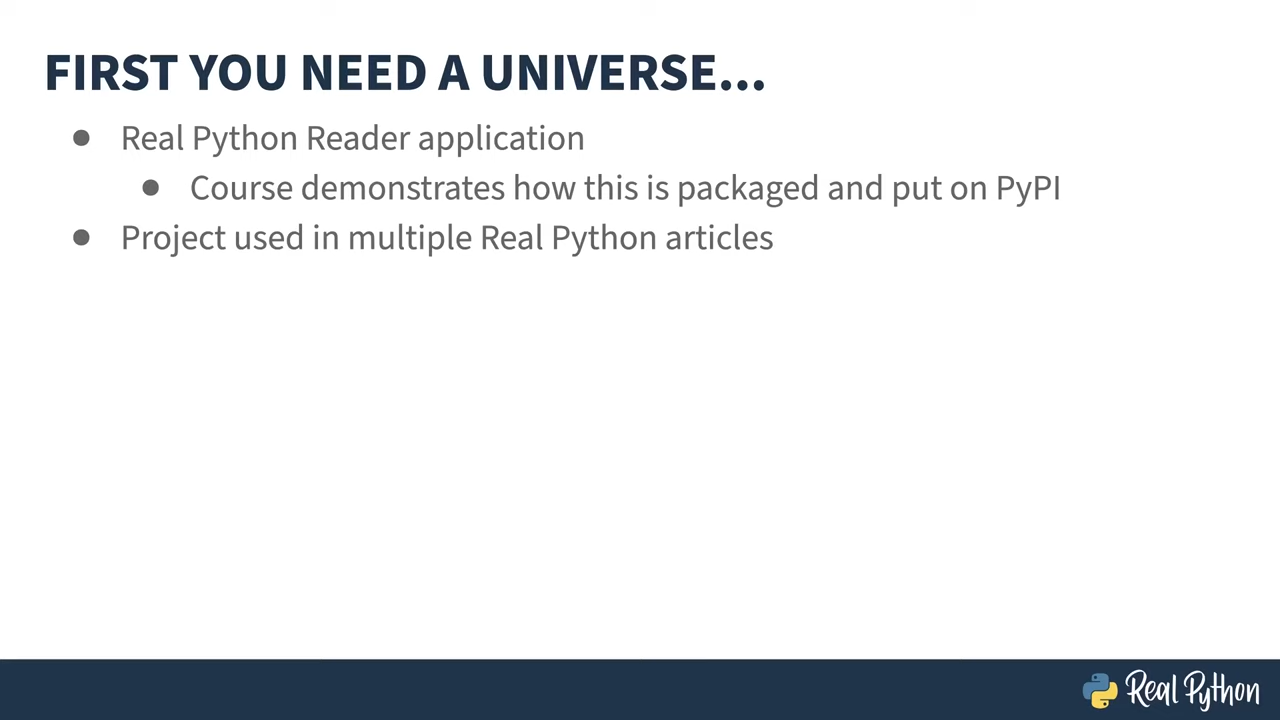 FIRST YOU NEED A UNIVERSE...
● Real Python Reader application
● Course demonstrates how this is packaged and put on PyPI
● Project used in multiple Real Python articles
Real Python